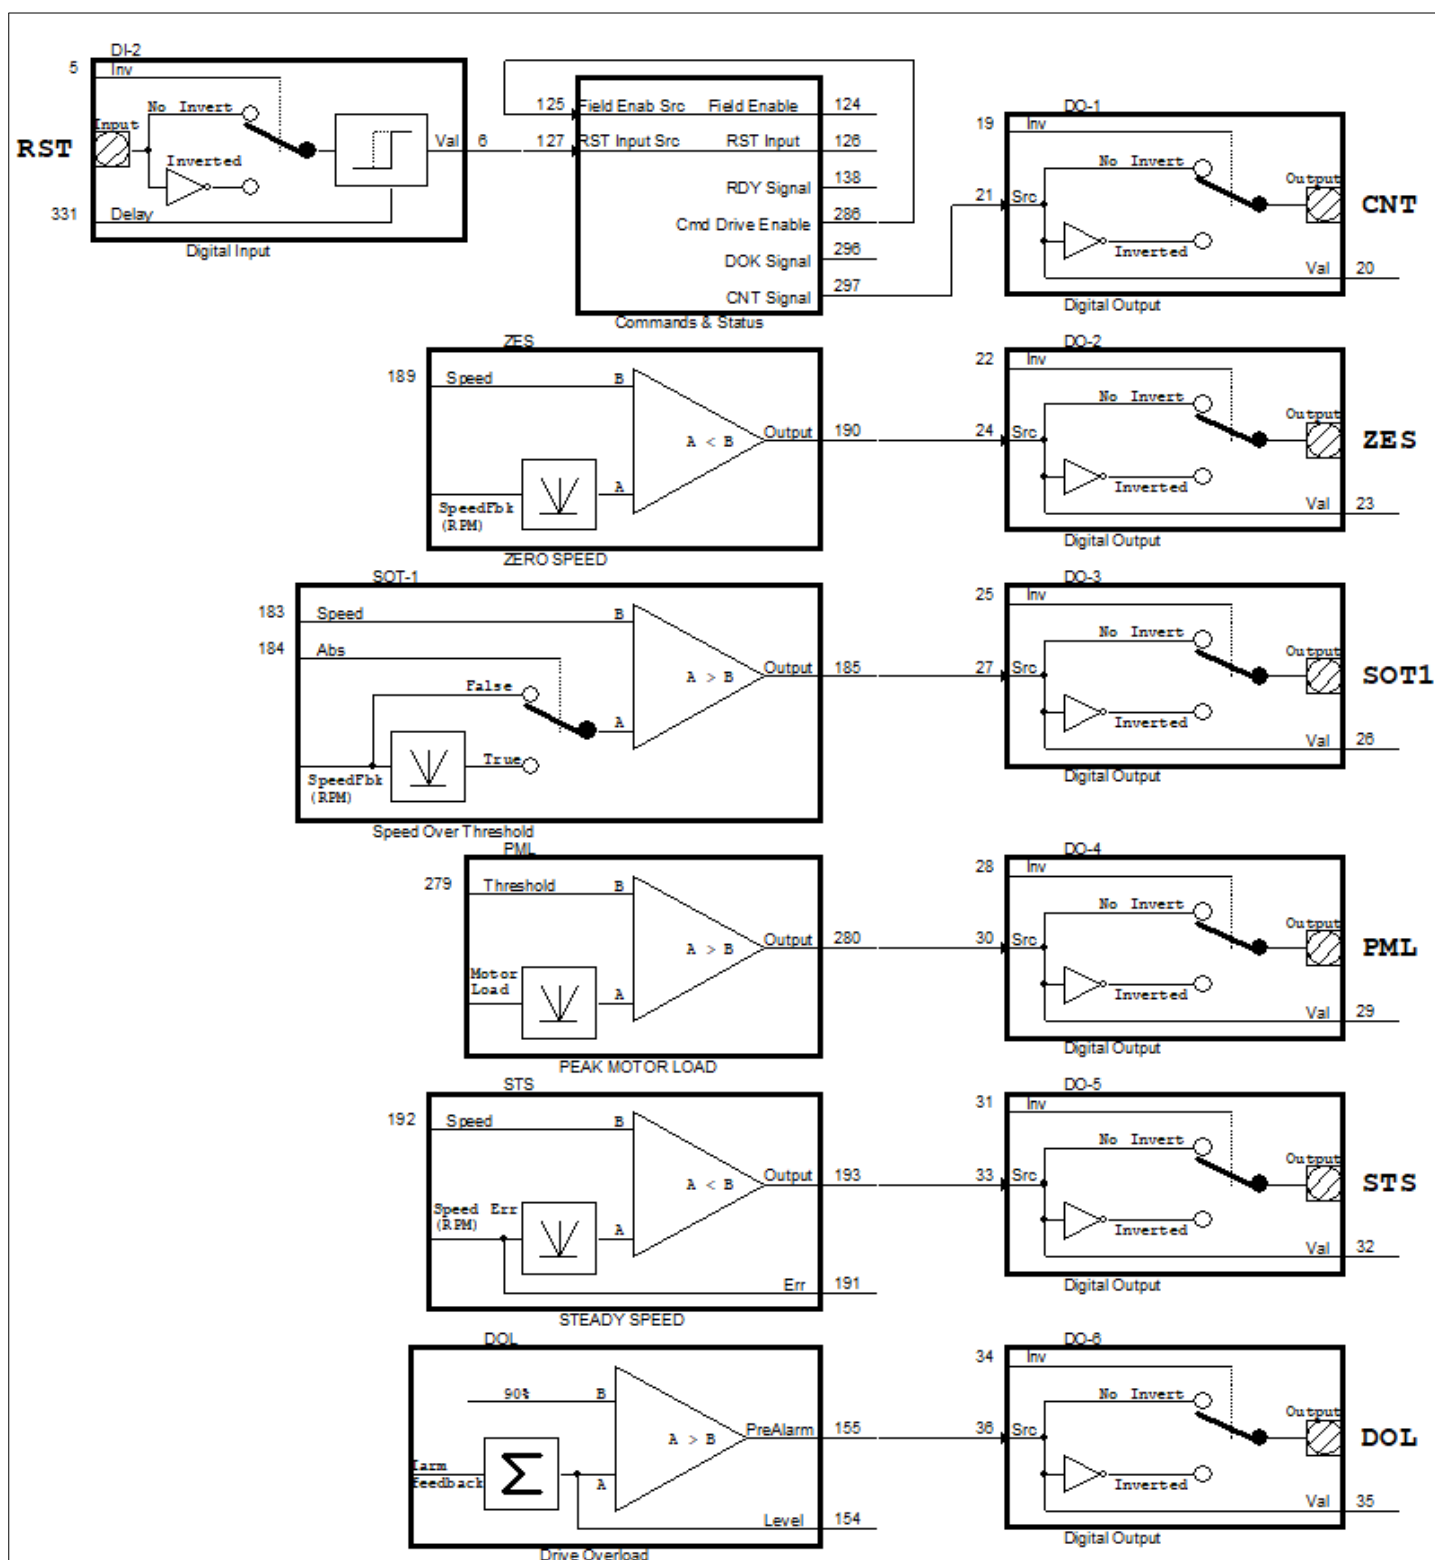 DI-2
5 Inv
No Invert
Input
RST
Val 6
Inverted
331 Delay
Digital Input
125 Field Enab Src Field Enable 124
127 RST Input Src RST Input 126
RDY Signal 138
Cmd Drive Enable 286
DOK Signal 296
CNT Signal 297
Commands & Status
DO-1
19 Inv
No Invert
Output
21 Src
CNT
Inverted
Val 20
Digital Output
ZES
189 Speed B
A < B
Output 190
A
SpeedFbk
(RPM)
ZERO SPEED
DO-2
22 Inv
No Invert
Output
24 Src
ZES
Inverted
Val 23
Digital Output
SOT-1
183 Speed B
184 Abs
A > B
Output 185
False
A
True
SpeedFbk
(RPM)
Speed Over Threshold
DO-3
25 Inv
No Invert
Output
27 Src
SOT1
Inverted
Val 26
Digital Output
PML
279 Threshold B
A > B
Output 280
Motor
Load
A
PEAK MOTOR LOAD
DO-4
28 Inv
No Invert
Output
30 Src
PML
Inverted
Val 29
Digital Output
STS
192 Speed B
A < B
Output 193
Speed Err
(RPM)
A
Err 191
STEADY SPEED
DO-5
31 Inv
No Invert
Output
33 Src
STS
Inverted
Val 32
Digital Output
DOL
90% B
A > B
PreAlarm 155
Iarm
feedback
Σ
A
Level 154
Drive Overload
DO-6
34 Inv
No Invert
Output
36 Src
DOL
Inverted
Val 35
Digital Output